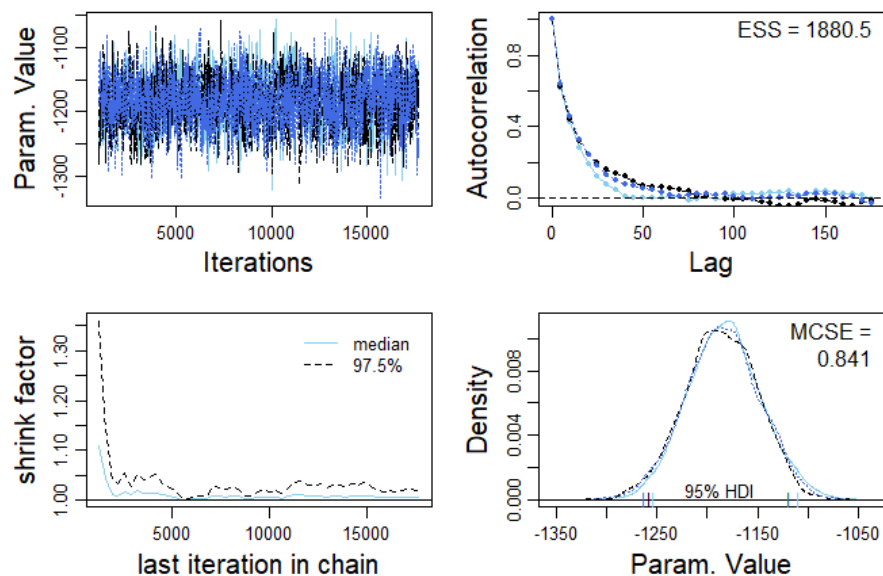 Param. Value
-1300 -1200 -1100
5000 10000 15000
Iterations
Autocorrelation
0.0 0.4 0.8
ESS = 1880.5
0 50 100 150
Lag
shrink factor
1.00 1.10 1.20 1.30
median
97.5%
5000 10000 15000
last iteration in chain
Density
0.000 0.004 0.008
MCSE =
0.841
95% HDI
-1350 -1250 -1150 -1050
Param. Value